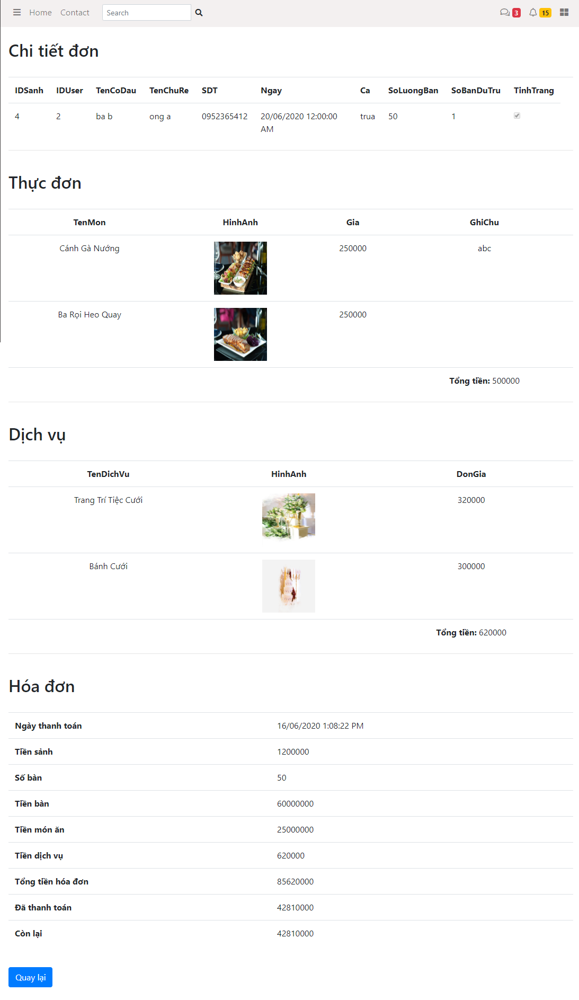 Home Contact Search 3 15
Chi tiết đơn
IDSanh IDUser TenCoDau TenChuRe SDT Ngay Ca SoLuongBan SoBanDuTru TinhTrang
4 2 ba b ong a 0952365412 20/06/2020 12:00:00 trua 50 1
AM
Thực đơn
TenMon HinhAnh Gia GhiChu
Cánh Gà Nướng 250000 abc
Ba Rọi Heo Quay 250000
Tổng tiền: 500000
Dịch vụ
TenDichVu HinhAnh DonGia
Trang Trí Tiệc Cưới 320000
Bánh Cưới 300000
Tổng tiền: 620000
Hóa đơn
Ngày thanh toán 16/06/2020 1:08:22 PM
Tiền sảnh 1200000
Số bàn 50
Tiền bàn 60000000
Tiền món ăn 25000000
Tiền dịch vụ 620000
Tổng tiền hóa đơn 85620000
Đã thanh toán 42810000
Còn lại 42810000
Quay lại